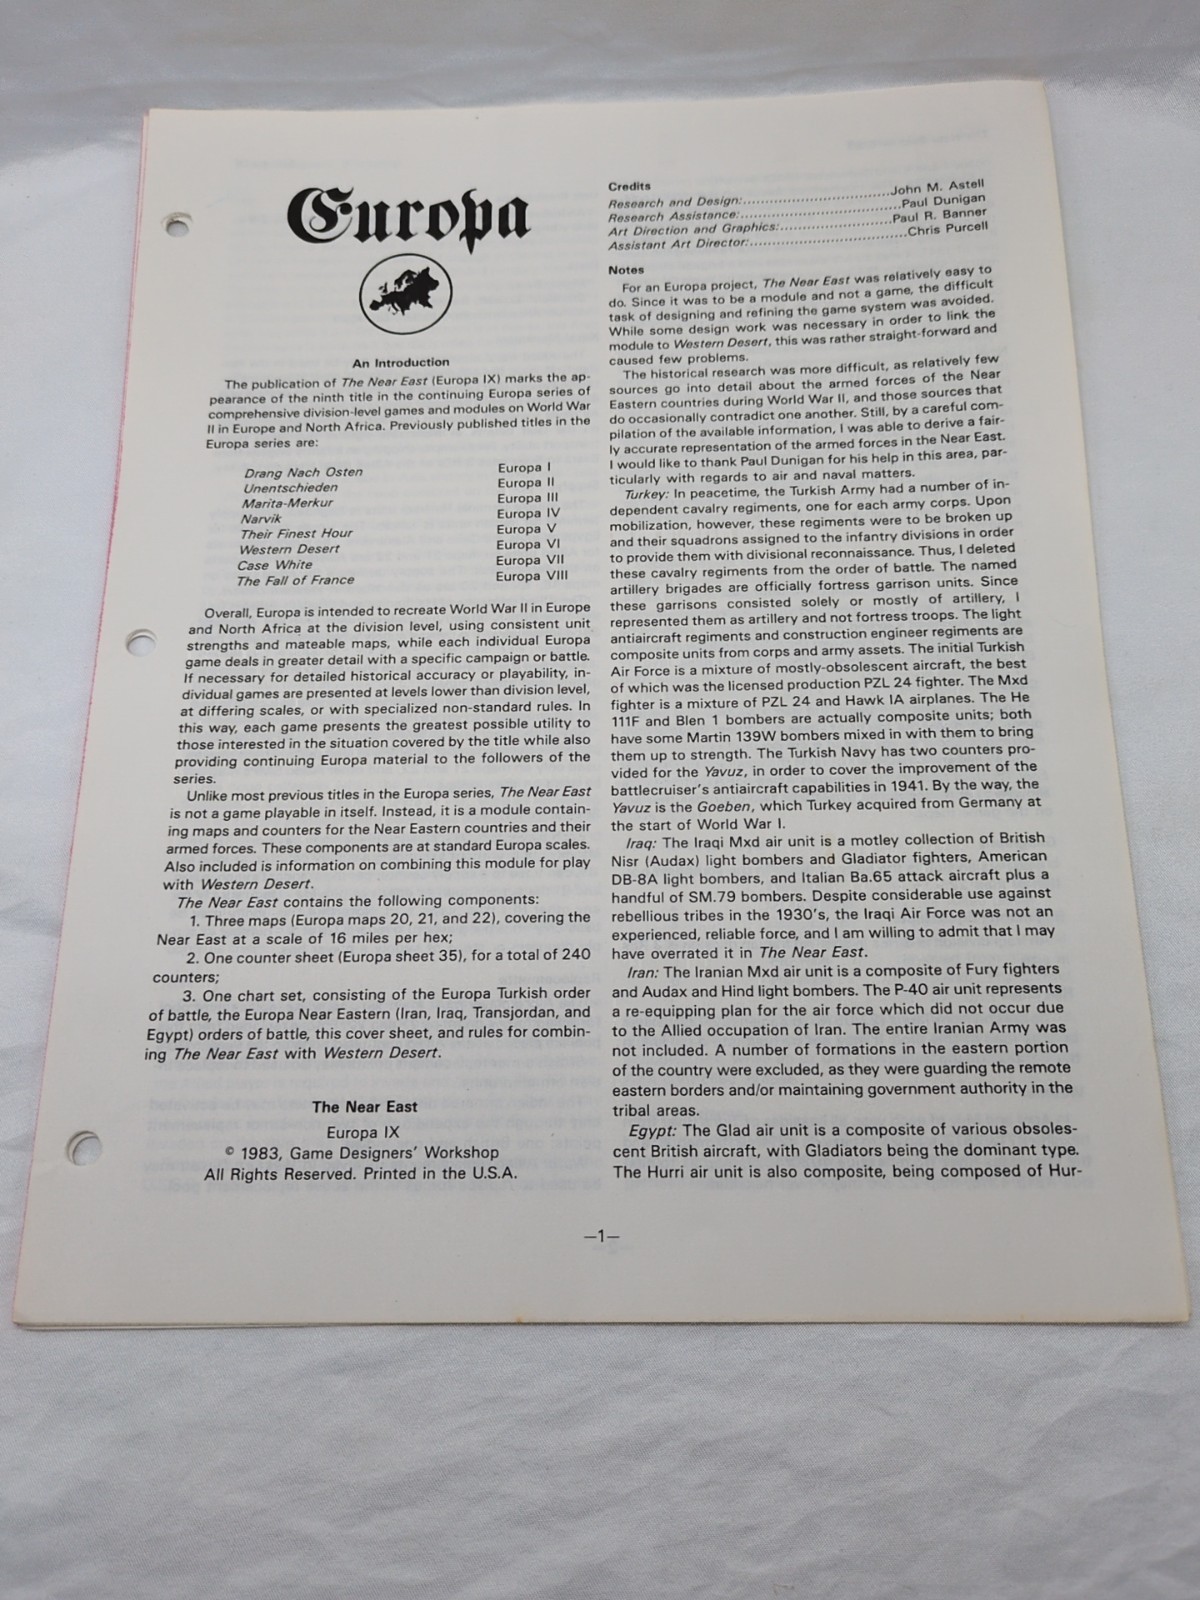 Europa
An Introduction
The publication of The Near East (Europa IX) marks the ap-
pearance of the ninth title in the continuing Europa series of
comprehensive division-level games and modules on World War
II in Europe and North Africa. Previously published titles in the
Europa series are:
Drang Nach Osten Europa I
Unentschieden Europa II
Marita-Merkur Europa III
Narvik Europa IV
Their Finest Hour Europa V
Western Desert Europa VI
Case White Europa VII
The Fall of France Europa VIII
Overall, Europa is intended to recreate World War II in Europe
and North Africa at the division level, using consistent unit
strengths and mateable maps, while each individual Europa
game deals in greater detail with a specific campaign or battle.
If necessary for detailed historical accuracy or playability, in-
dividual games are presented at levels lower than division level,
at differing scales, or with specialized non-standard rules. In
this way, each game presents the greatest possible utility to
those interested in the situation covered by the title while also
providing continuing Europa material to the followers of the
series.
Unlike most previous titles in the Europa series, The Near East
is not a game playable in itself. Instead, it is a module contain-
ing maps and counters for the Near Eastern countries and their
armed forces. These components are at standard Europa scales.
Also included is information on combining this module for play
with Western Desert.
The Near East contains the following components:
1. Three maps (Europa maps 20, 21, and 22), covering the
Near East at a scale of 16 miles per hex;
2. One counter sheet (Europa sheet 35), for a total of 240
counters;
3. One chart set, consisting of the Europa Turkish order
of battle, the Europa Near Eastern (Iran, Iraq, Transjordan, and
Egypt) orders of battle, this cover sheet, and rules for combin-
ing The Near East with Western Desert.
The Near East
Europa IX
© 1983, Game Designers' Workshop
All Rights Reserved. Printed in the U.S.A.
Credits
Research and Design:..............................John M. Astell
Research Assistance:..............................Paul Dunigan
Art Direction and Graphics:....................Paul R. Banner
Assistant Art Director:............................Chris Purcell
Notes
For an Europa project, The Near East was relatively easy to
do. Since it was to be a module and not a game, the difficult
task of designing and refining the game system was avoided.
While some design work was necessary in order to link the
module to Western Desert, this was rather straight-forward and
caused few problems.
The historical research was more difficult, as relatively few
sources go into detail about the armed forces of the Near
Eastern countries during World War II, and those sources that
do occasionally contradict one another. Still, by a careful com-
pilation of the available information, I was able to derive a fair-
ly accurate representation of the armed forces in the Near East.
I would like to thank Paul Dunigan for his help in this area, par-
ticularly with regards to air and naval matters.
Turkey: In peacetime, the Turkish Army had a number of in-
dependent cavalry regiments, one for each army corps. Upon
mobilization, however, these regiments were to be broken up
and their squadrons assigned to the infantry divisions in order
to provide them with divisional reconnaissance. Thus, I deleted
these cavalry regiments from the order of battle. The named
artillery brigades are officially fortress garrison units. Since
these garrisons consisted solely or mostly of artillery, I
represented them as artillery and not fortress troops. The light
antiaircraft regiments and construction engineer regiments are
composite units from corps and army assets. The initial Turkish
Air Force is a mixture of mostly-obsolescent aircraft, the best
of which was the licensed production PZL 24 fighter. The Mxd
fighter is a mixture of PZL 24 and Hawk IA airplanes. The He
111F and Blen 1 bombers are actually composite units; both
have some Martin 139W bombers mixed in with them to bring
them up to strength. The Turkish Navy has two counters pro-
vided for the Yavuz, in order to cover the improvement of the
battlecruiser's antiaircraft capabilities in 1941. By the way, the
Yavuz is the Goeben, which Turkey acquired from Germany at
the start of World War I.
Iraq: The Iraqi Mxd air unit is a motley collection of British
Nisr (Audax) light bombers and Gladiator fighters, American
DB-8A light bombers, and Italian Ba.65 attack aircraft plus a
handful of SM.79 bombers. Despite considerable use against
rebellious tribes in the 1930's, the Iraqi Air Force was not an
experienced, reliable force, and I am willing to admit that I may
have overrated it in The Near East.
Iran: The Iranian Mxd air unit is a composite of Fury fighters
and Audax and Hind light bombers. The P-40 air unit represents
a re-equipping plan for the air force which did not occur due
to the Allied occupation of Iran. The entire Iranian Army was
not included. A number of formations in the eastern portion
of the country were excluded, as they were guarding the remote
eastern borders and/or maintaining government authority in the
tribal areas.
Egypt: The Glad air unit is a composite of various obsoles-
cent British aircraft, with Gladiators being the dominant type.
The Hurri air unit is also composite, being composed of Hur-
—1—